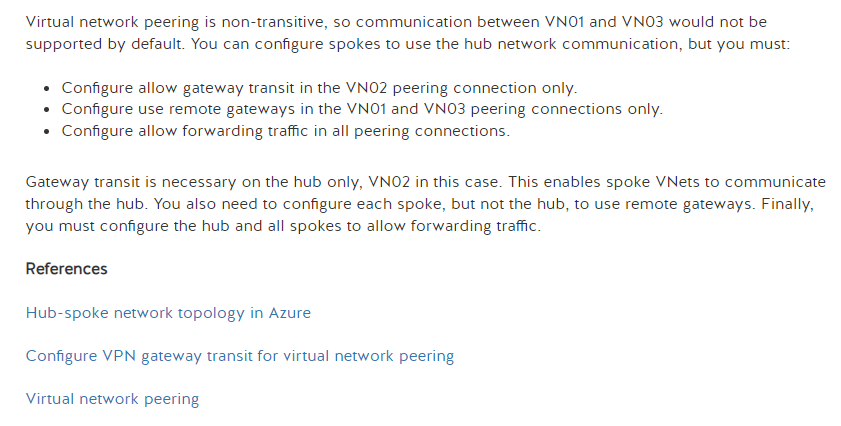 Virtual network peering is non-transitive, so communication between VN01 and VN03 would not be
supported by default. You can configure spokes to use the hub network communication, but you must:
• Configure allow gateway transit in the VN02 peering connection only.
• Configure use remote gateways in the VN01 and VN03 peering connections only.
• Configure allow forwarding traffic in all peering connections.
Gateway transit is necessary on the hub only, VN02 in this case. This enables spoke VNets to communicate
through the hub. You also need to configure each spoke, but not the hub, to use remote gateways. Finally,
you must configure the hub and all spokes to allow forwarding traffic.
References
Hub-spoke network topology in Azure
Configure VPN gateway transit for virtual network peering
Virtual network peering